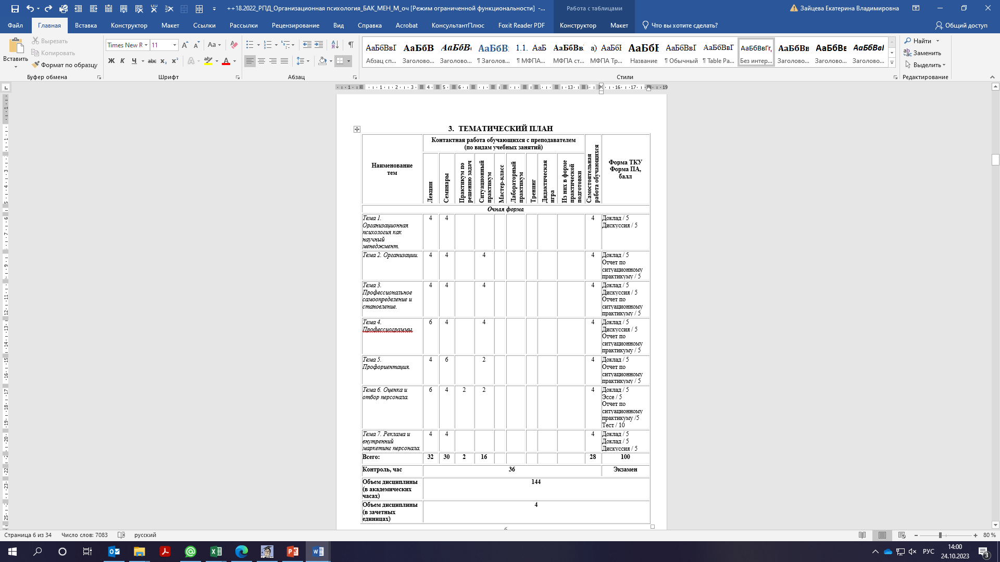 ++18.2022_РПД_Организационная психология_БАК_МЕН_М_оч [Режим ограниченной функциональности] -...
Работа с таблицами
Зайцева Екатерина Владимировна
Файл Главная Вставка Конструктор Макет Ссылки Рассылки Рецензирование Вид Справка Acrobat КонсультантПлюс Foxit Reader PDF Конструктор Макет Что вы хотите сделать? Общий доступ
Вставить
Вырезать
Копировать
Формат по образцу
Буфер обмена
Times New R 11
Ж К Ч abc x₂ x²
Шрифт
Абзац
АаБбВвГ АаБбВ АаБбВ АаБбВ 1.1. АаБ АаБбВв а) АаБб АаБбВ АаБбВвГ АаБбВвГ АаБбВвГг, АаБбВв АаБбВв АаБбВвІ
Абзац сп... Заголово... Заголово... ¶ Заголов... ¶ МФПА... МФПА ст... МФПА Тр... Название ¶ Обычный ¶ Table Pa... Без интер... Заголово... Заголово... Заголово...
Стили
Найти
Заменить
Выделить
Редактирование
3. ТЕМАТИЧЕСКИЙ ПЛАН
Наименование
тем
Контактная работа обучающихся с преподавателем
(по видам учебных занятий)
Лекции
Семинары
Практикум по
решению задач
Ситуационный
практикум
Мастер-класс
Лабораторный
практикум
Тренинг
Дидактическая
игра
Из них в форме
практической
подготовки
Самостоятельная
работа обучающихся
Форма ТКУ
Форма ПА,
балл
Очная форма
Тема 1.
Организационная
психология как
научный
менеджмент.
4 4 4
Доклад / 5
Дискуссия / 5
Тема 2. Организации.
4 4 4 4
Доклад / 5
Отчет по
ситуационному
практикуму / 5
Тема 3.
Профессиональное
самоопределение и
становление.
4 4 4 4
Доклад / 5
Дискуссия / 5
Отчет по
ситуационному
практикуму / 5
Тема 4.
Профессиограммы.
6 4 4 4
Доклад / 5
Дискуссия / 5
Отчет по
ситуационному
практикуму / 5
Тема 5.
Профориентация.
4 6 2 4
Доклад / 5
Отчет по
ситуационному
практикуму / 5
Тема 6. Оценка и
отбор персонала.
6 4 2 2 4
Доклад / 5
Эссе / 5
Отчет по
ситуационному
практикуму /5
Тест / 10
Тема 7. Реклама и
внутренний
маркетинг персонала.
4 4 4
Доклад / 5
Доклад / 5
Дискуссия / 5
Всего: 32 30 2 16 28 100
Контроль, час 36 Экзамен
Объем дисциплины
(в академических
часах)
144
Объем дисциплины
(в зачетных
единицах)
4
Страница 6 из 34 Число слов: 7083 русский 80 %
РУС
14:00
24.10.2023
3